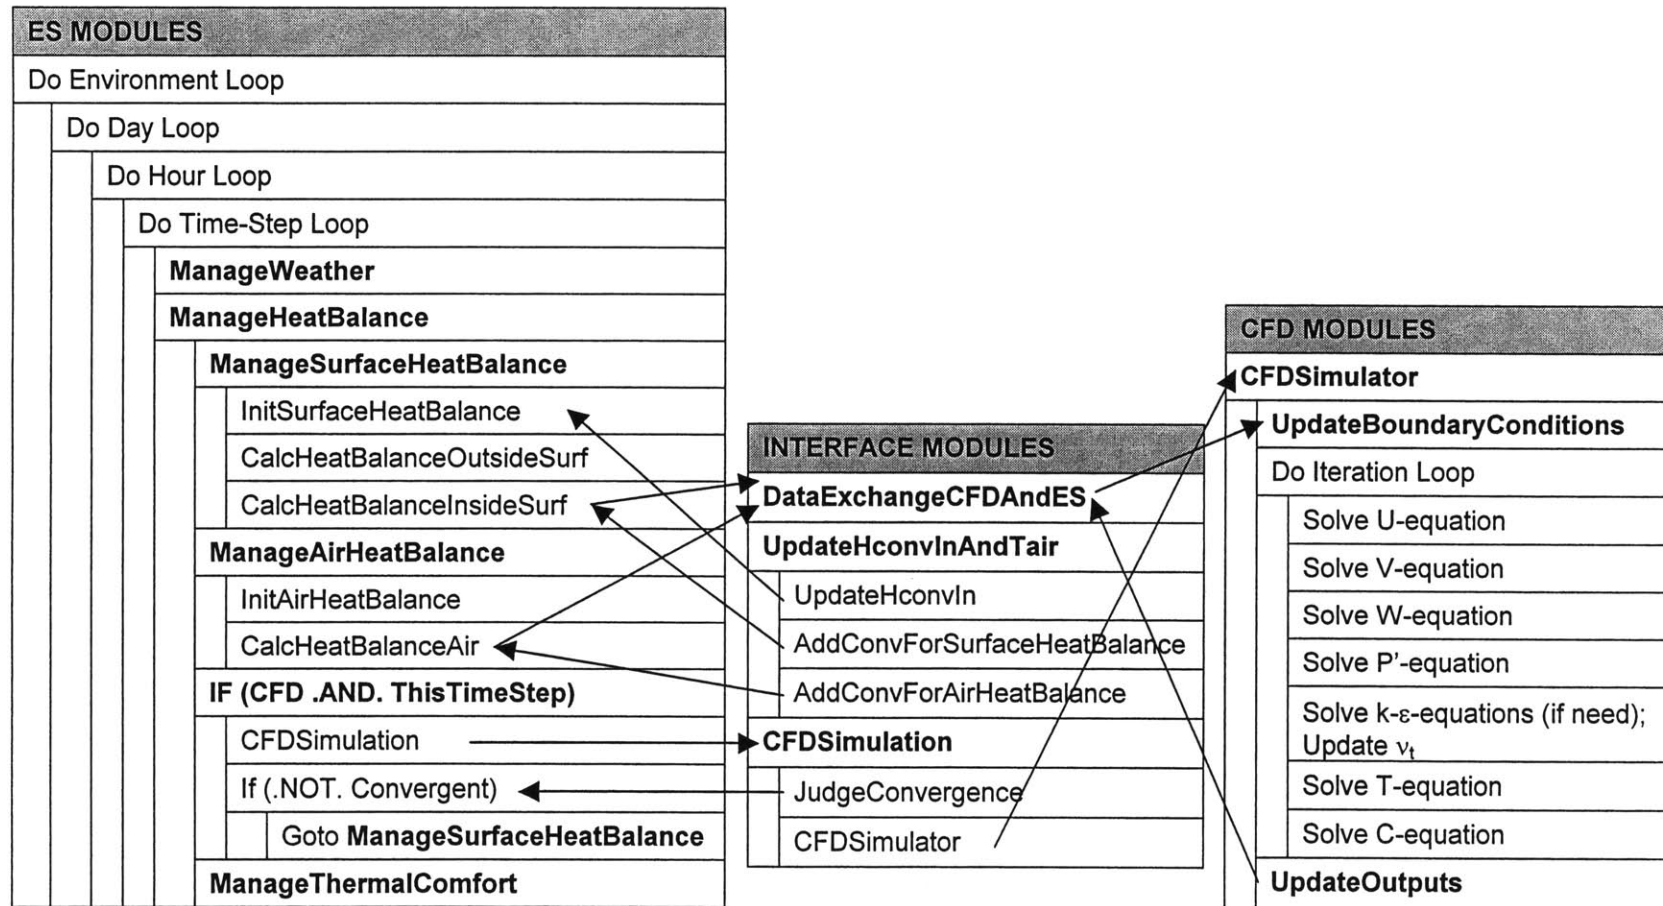 ES MODULES
Do Environment Loop
Do Day Loop
Do Hour Loop
Do Time-Step Loop
ManageWeather
ManageHeatBalance
ManageSurfaceHeatBalance
InitSurfaceHeatBalance
CalcHeatBalanceOutsideSurf
CalcHeatBalanceInsideSurf
ManageAirHeatBalance
InitAirHeatBalance
CalcHeatBalanceAir
IF (CFD .AND. ThisTimeStep)
CFDSimulation
If (.NOT. Convergent)
Goto ManageSurfaceHeatBalance
ManageThermalComfort
INTERFACE MODULES
DataExchangeCFDAndES
UpdateHconvInAndTair
UpdateHconvIn
AddConvForSurfaceHeatBalance
AddConvForAirHeatBalance
CFDSimulation
JudgeConvergence
CFDSimulator
CFD MODULES
CFDSimulator
UpdateBoundaryConditions
Do Iteration Loop
Solve U-equation
Solve V-equation
Solve W-equation
Solve P'-equation
Solve k-ε-equations (if need);
Update νt
Solve T-equation
Solve C-equation
UpdateOutputs